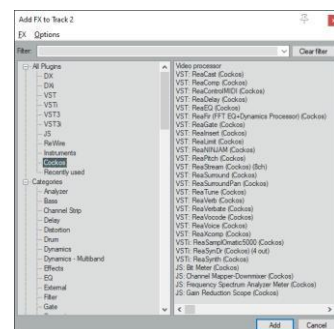 Add FX to Track 2
FX Options
Filter:
Clear filter
All Plugins
DX
DXi
VST
VSTi
VST3
VST3i
JS
ReWire
Instruments
Cockos
Recently used
Categories
Analyzer
Bass
Channel Strip
Delay
Distortion
Drum
Dynamics
Dynamics - Multiband
Effects
EQ
External
Filter
Gate
Video processor
VST: ReaCast (Cockos)
VST: ReaComp (Cockos)
VST: ReaControlMIDI (Cockos)
VST: ReaDelay (Cockos)
VST: ReaEQ (Cockos)
VST: ReaFir (FFT EQ+Dynamics Processor) (Cockos)
VST: ReaGate (Cockos)
VST: ReaInsert (Cockos)
VST: ReaLimit (Cockos)
VST: ReaNINJAM (Cockos)
VST: ReaPitch (Cockos)
VST: ReaStream (Cockos) (8ch)
VST: ReaSurround (Cockos)
VST: ReaSurroundPan (Cockos)
VST: ReaTune (Cockos)
VST: ReaVerb (Cockos)
VST: ReaVerbate (Cockos)
VST: ReaVocode (Cockos)
VST: ReaVoice (Cockos)
VST: ReaXcomp (Cockos)
VSTi: ReaSamplOmatic5000 (Cockos)
VSTi: ReaSynDr (Cockos) (4 out)
VSTi: ReaSynth (Cockos)
JS: Bit Meter (Cockos)
JS: Channel Mapper-Downmixer (Cockos)
JS: Frequency Spectrum Analyzer Meter (Cockos)
JS: Gain Reduction Scope (Cockos)
Add
Cancel